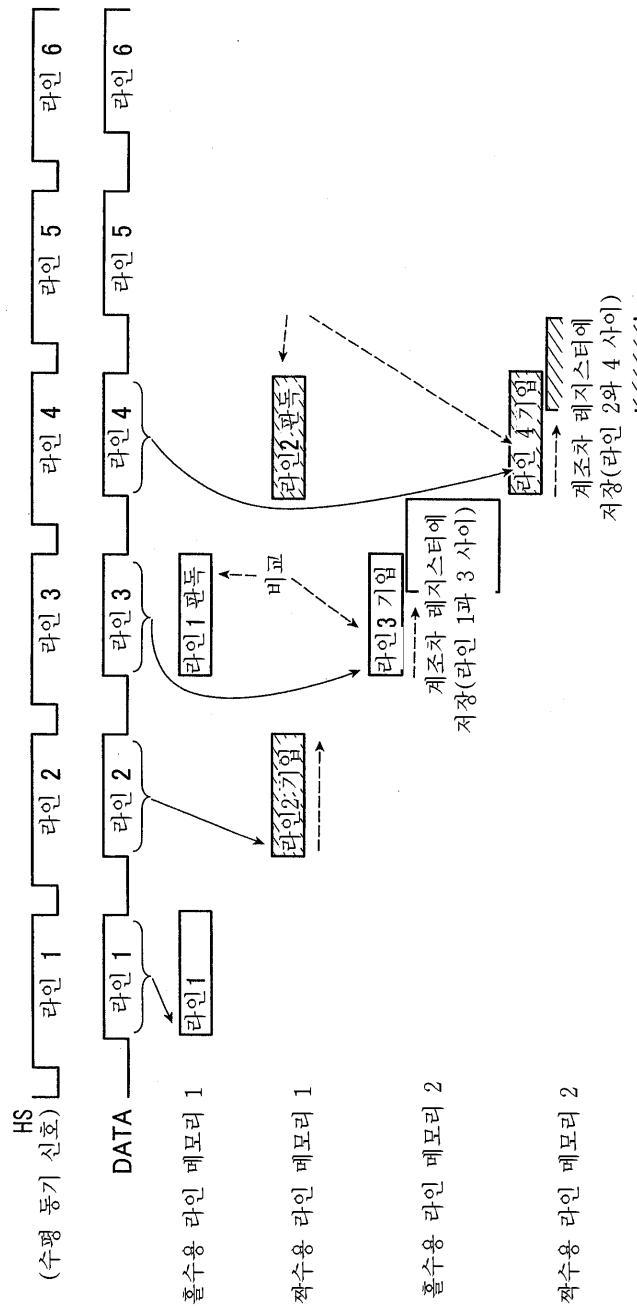 HS
(수평 동기 신호)
라인 1 라인 2 라인 3 라인 4 라인 5 라인 6
DATA
라인 1 라인 2 라인 3 라인 4 라인 5 라인 6
홀수용 라인 메모리 1
라인1
라인1 판독
짝수용 라인 메모리 1
라인2 기입
라인2 판독
비교
홀수용 라인 메모리 2
라인3 기입
계조차 레지스터에
저장(라인 1과 3 사이)
짝수용 라인 메모리 2
라인 4 기입
계조차 레지스터에
저장(라인 2와 4 사이)